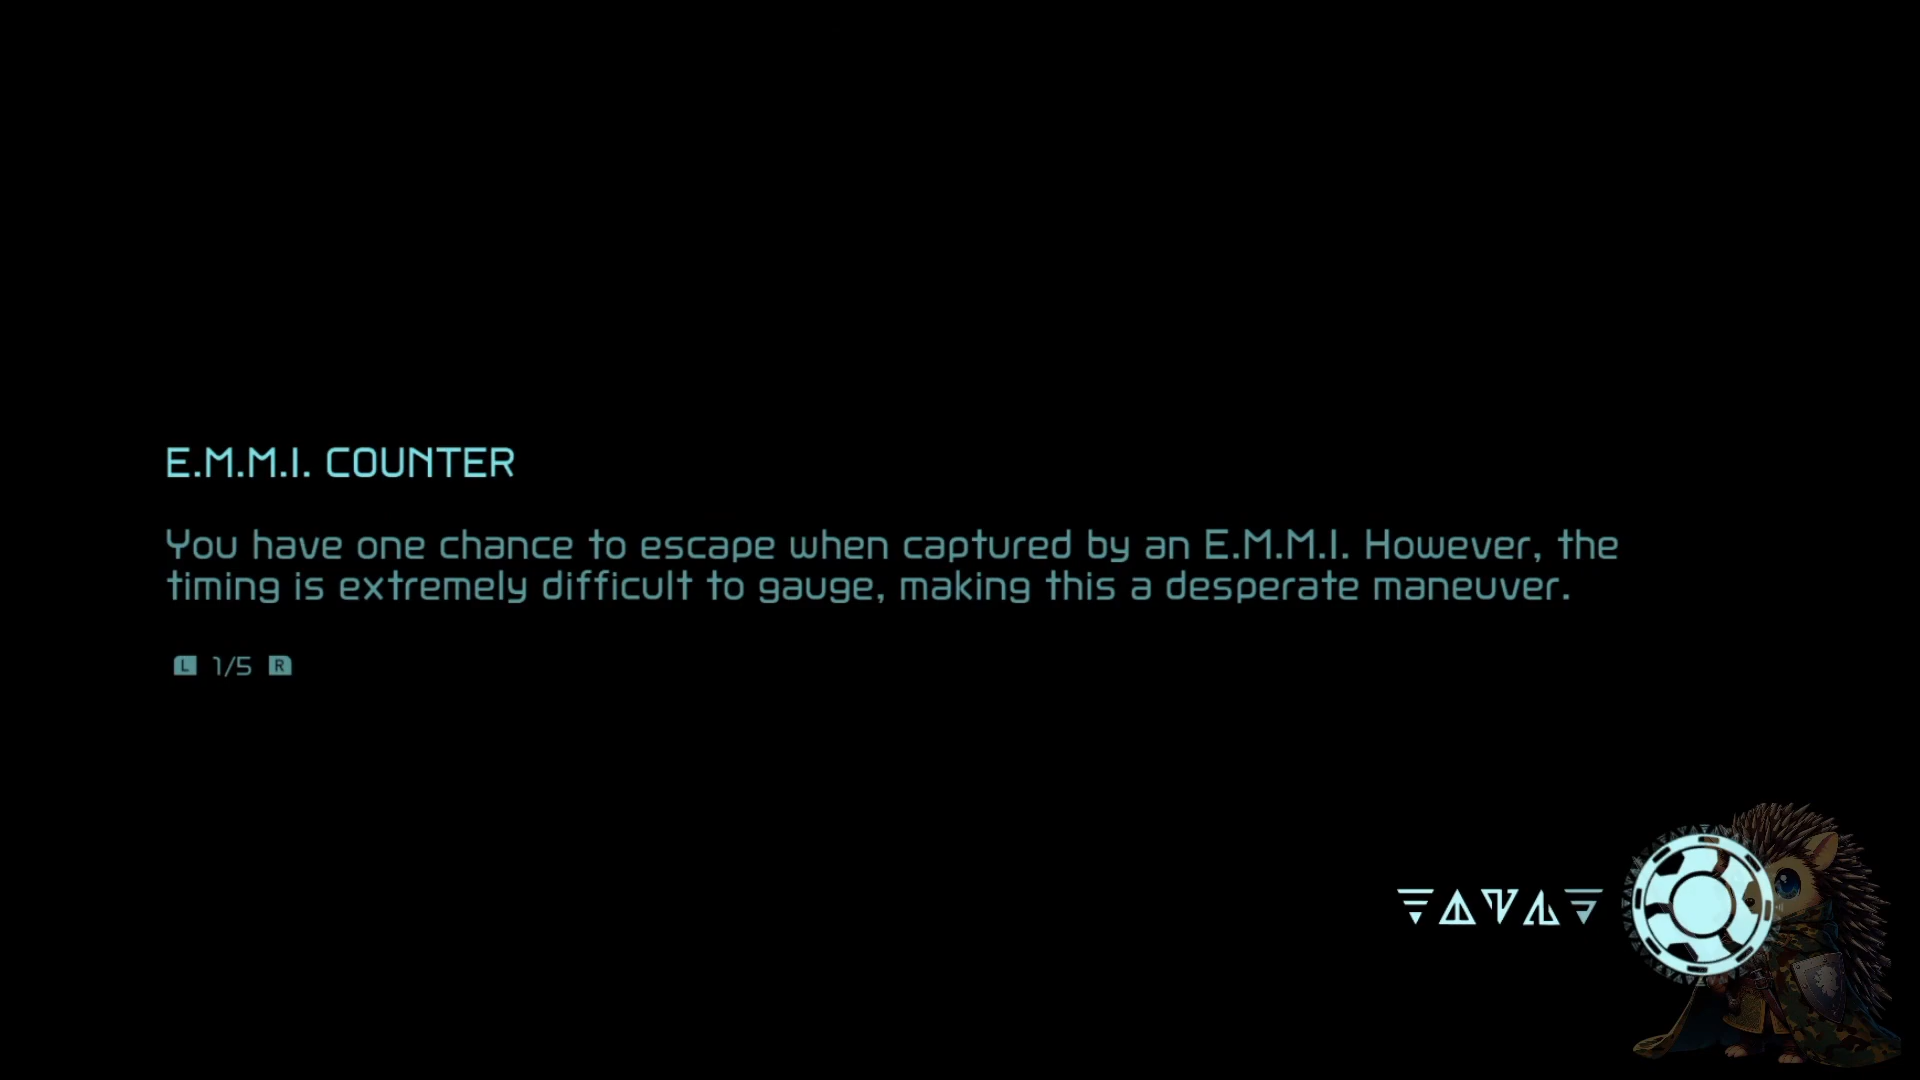 E.M.M.I. COUNTER
You have one chance to escape when captured by an E.M.M.I. However, the
timing is extremely difficult to gauge, making this a desperate maneuver.
L 1/5 R